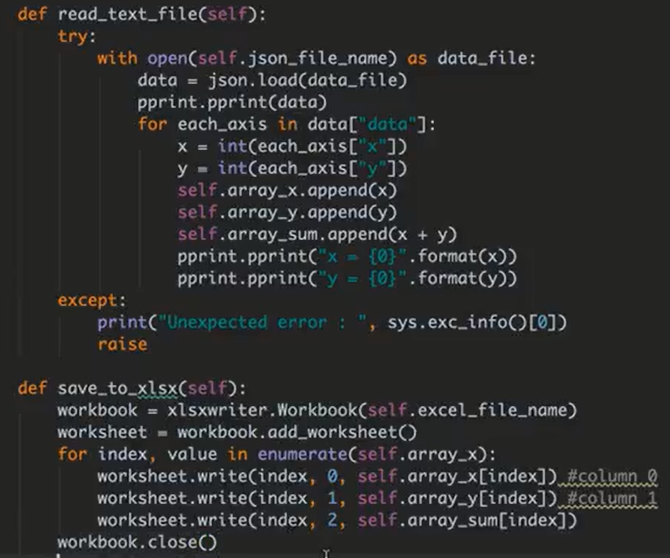 def read_text_file(self):
    try:
        with open(self.json_file_name) as data_file:
            data = json.load(data_file)
            pprint.pprint(data)
            for each_axis in data["data"]:
                x = int(each_axis["x"])
                y = int(each_axis["y"])
                self.array_x.append(x)
                self.array_y.append(y)
                self.array_sum.append(x + y)
                pprint.pprint("x = {0}".format(x))
                pprint.pprint("y = {0}".format(y))
    except:
        print("Unexpected error : ", sys.exc_info()[0])
        raise
def save_to_xlsx(self):
    workbook = xlsxwriter.Workbook(self.excel_file_name)
    worksheet = workbook.add_worksheet()
    for index, value in enumerate(self.array_x):
        worksheet.write(index, 0, self.array_x[index]) #column 0
        worksheet.write(index, 1, self.array_y[index]) #column 1
        worksheet.write(index, 2, self.array_sum[index])
    workbook.close()